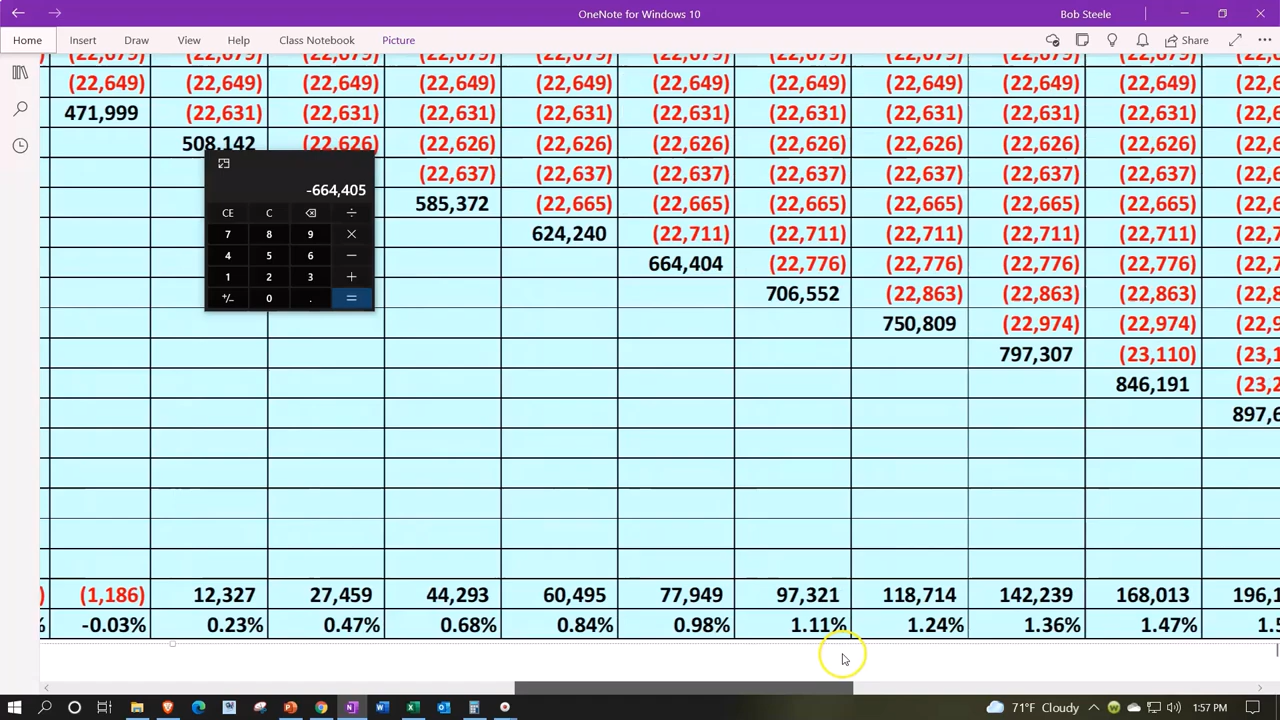 OneNote for Windows 10
Bob Steele
Home Insert Draw View Help Class Notebook Picture Share
(22,679) (22,679) (22,679) (22,679) (22,679) (22,679) (22,679) (22,679) (22,679)
(22,649) (22,649) (22,649) (22,649) (22,649) (22,649) (22,649) (22,649) (22,649) (22,649)
471,999 (22,631) (22,631) (22,631) (22,631) (22,631) (22,631) (22,631) (22,631) (22,631)
508,142 (22,626) (22,626) (22,626) (22,626) (22,626) (22,626) (22,626) (22,626)
(22,637) (22,637) (22,637) (22,637) (22,637) (22,637) (22,637)
585,372 (22,665) (22,665) (22,665) (22,665) (22,665) (22,665)
624,240 (22,711) (22,711) (22,711) (22,711) (22,711)
664,404 (22,776) (22,776) (22,776) (22,776)
706,552 (22,863) (22,863) (22,863)
750,809 (22,974) (22,974)
797,307 (23,110)
846,191
-664,405
CE C ÷
7 8 9 ×
4 5 6 −
1 2 3 +
+/- 0 . =
(1,186) 12,327 27,459 44,293 60,495 77,949 97,321 118,714 142,239 168,013
-0.03% 0.23% 0.47% 0.68% 0.84% 0.98% 1.11% 1.24% 1.36% 1.47%
71°F Cloudy 1:57 PM